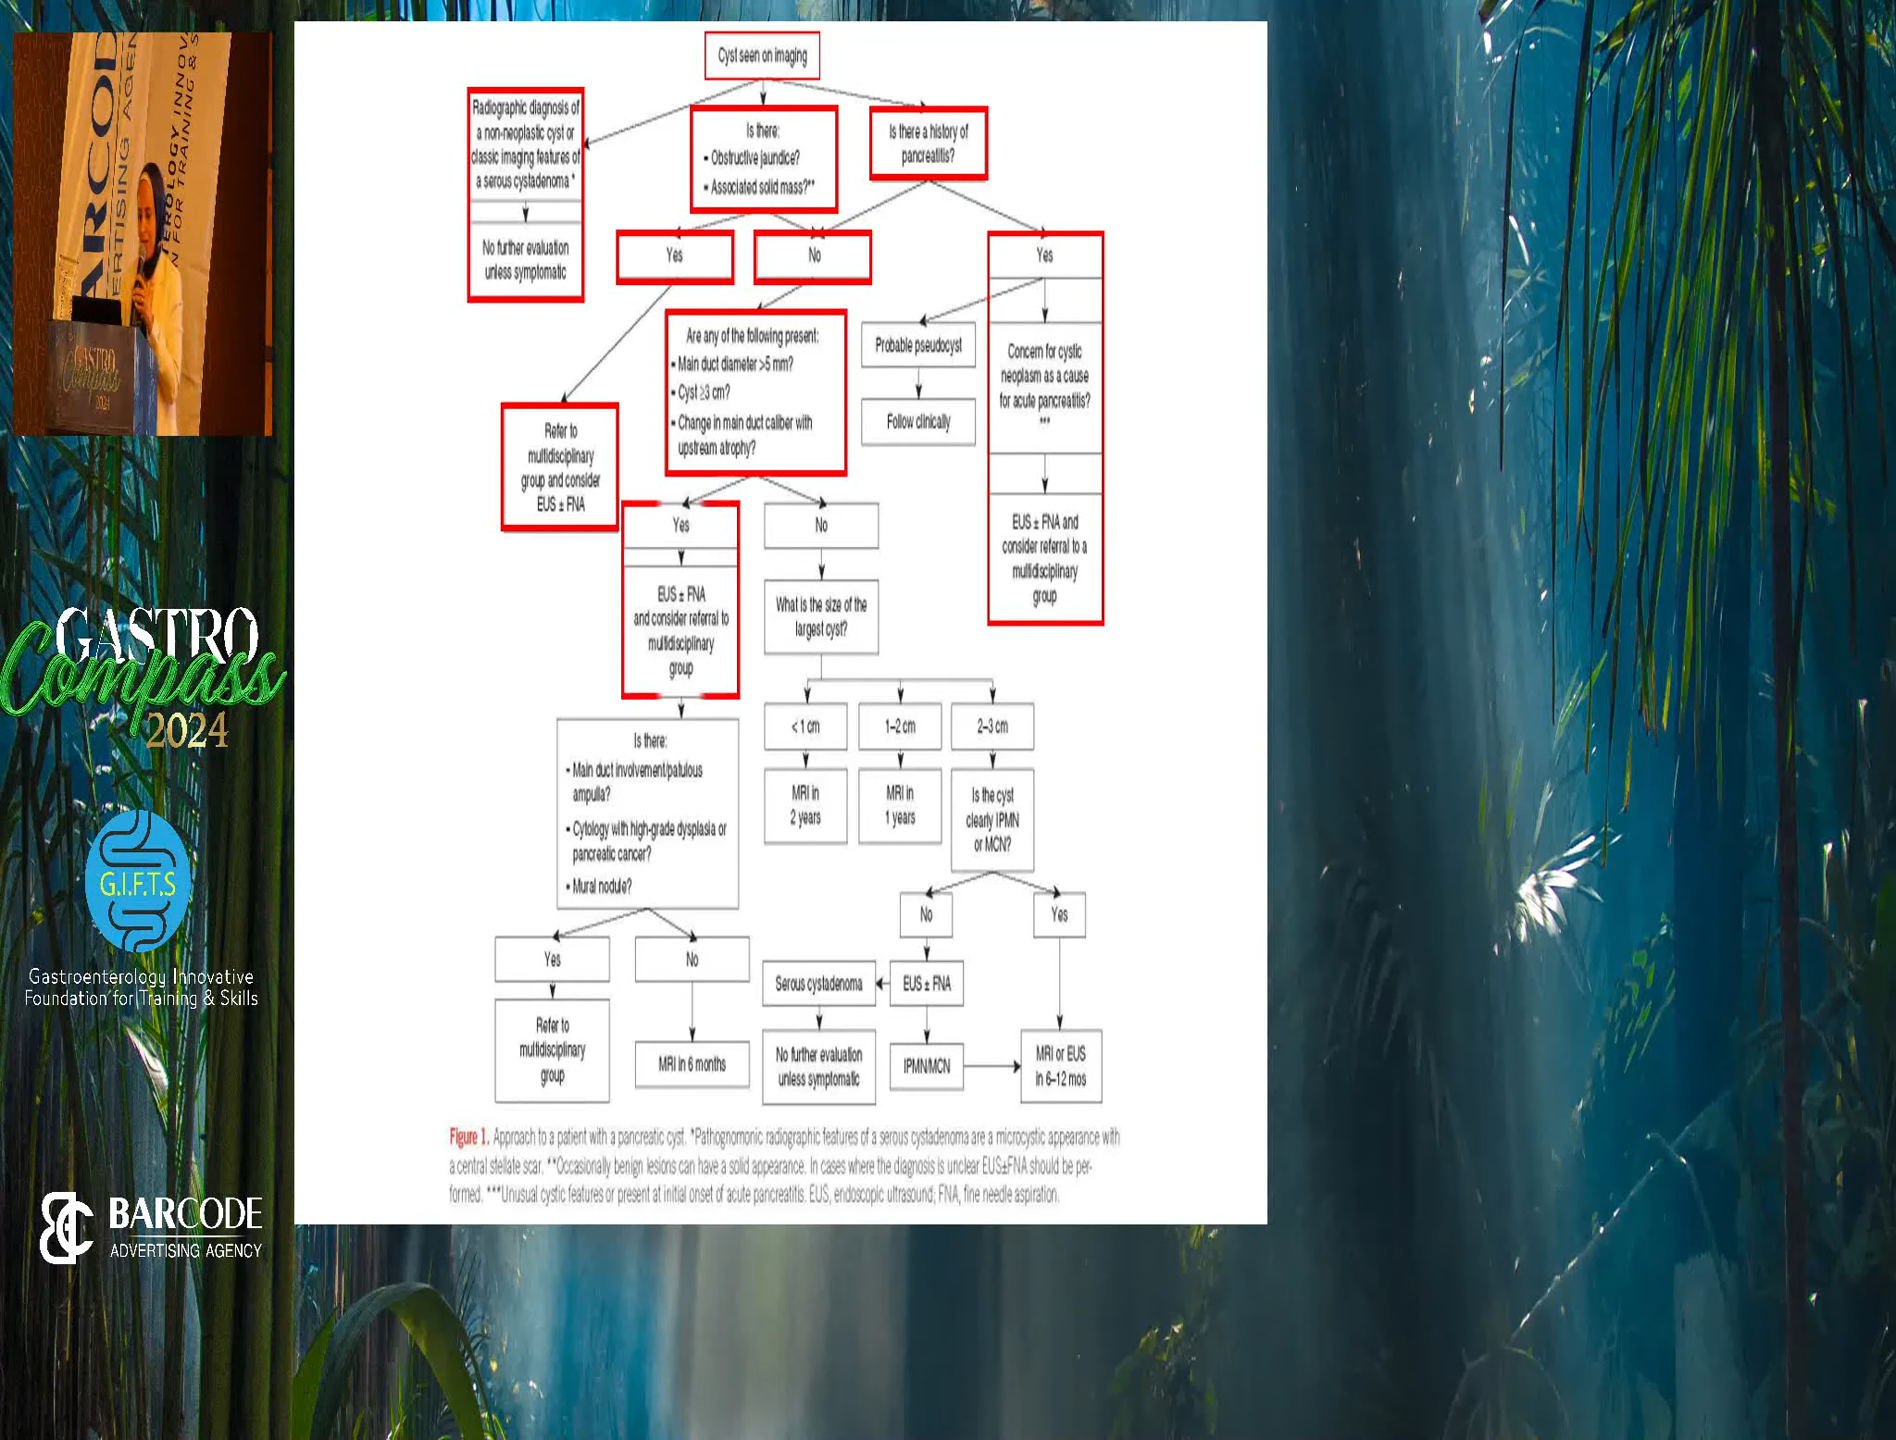 Cyst seen on imaging
Radiographic diagnosis of
a non-neoplastic cyst or
classic imaging features of
a serous cystadenoma *
No further evaluation
unless symptomatic
Is there:
• Obstructive jaundice?
• Associated solid mass?**
Is there a history of
pancreatitis?
Yes
No
Yes
Refer to
multidisciplinary
group and consider
EUS ± FNA
Are any of the following present:
• Main duct diameter >5 mm?
• Cyst ≥3 cm?
• Change in main duct caliber with
upstream atrophy?
Probable pseudocyst
Follow clinically
Concern for cystic
neoplasm as a cause
for acute pancreatitis?
***
EUS ± FNA and
consider referral to a
multidisciplinary
group
Yes
EUS ± FNA
and consider referral to
multidisciplinary
group
No
What is the size of the
largest cyst?
< 1 cm
1–2 cm
2–3 cm
MRI in
2 years
MRI in
1 years
Is the cyst
clearly IPMN
or MCN?
Is there:
• Main duct involvement/patulous
ampulla?
• Cytology with high-grade dysplasia or
pancreatic cancer?
• Mural nodule?
No
Yes
Yes
No
Serous cystadenoma
EUS ± FNA
Refer to
multidisciplinary
group
MRI in 6 months
No further evaluation
unless symptomatic
IPMN/MCN
MRI or EUS
in 6–12 mos
Figure 1. Approach to a patient with a pancreatic cyst. *Pathognomonic radiographic features of a serous cystadenoma are a microcystic appearance with
a central stellate scar. **Occasionally benign lesions can have a solid appearance. In cases where the diagnosis is unclear EUS±FNA should be per-
formed. ***Unusual cystic features or present at initial onset of acute pancreatitis. EUS, endoscopic ultrasound; FNA, fine needle aspiration.
GASTRO
Compass
2024
G.I.F.T.S
Gastroenterology Innovative
Foundation for Training & Skills
BARCODE
ADVERTISING AGENCY
GASTRO
Compass
2024